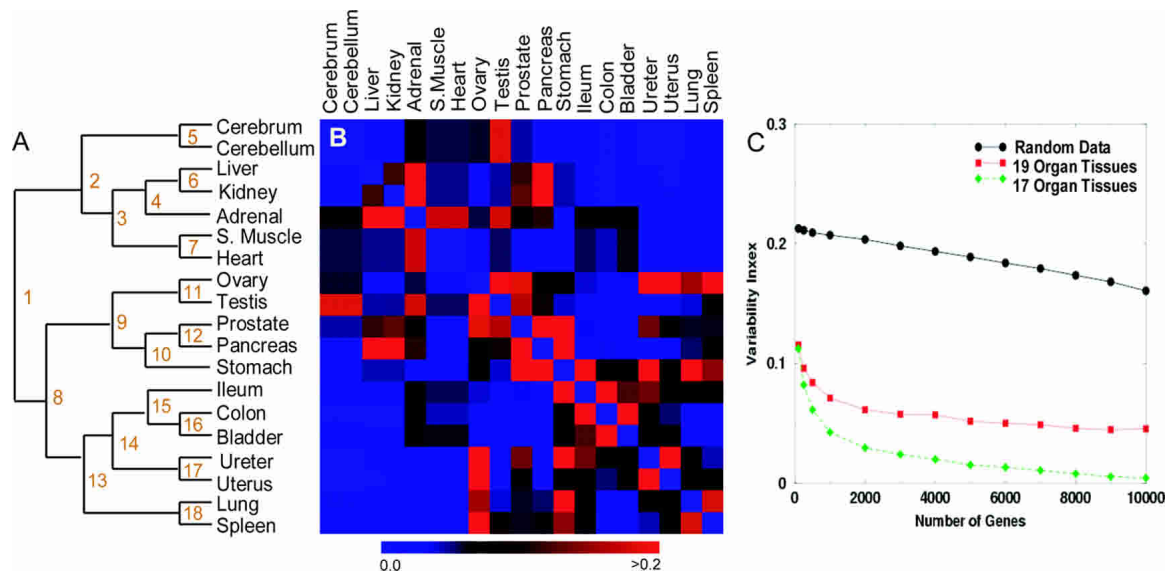 A
Cerebrum
Cerebellum
Liver
Kidney
Adrenal
S. Muscle
Heart
Ovary
Testis
Prostate
Pancreas
Stomach
Ileum
Colon
Bladder
Ureter
Uterus
Lung
Spleen
1
2
3
4
5
6
7
8
9
10
11
12
13
14
15
16
17
18
B
Cerebrum
Cerebellum
Liver
Kidney
Adrenal
S.Muscle
Heart
Ovary
Testis
Prostate
Pancreas
Stomach
Ileum
Colon
Bladder
Ureter
Uterus
Lung
Spleen
0.0
>0.2
C
Random Data
19 Organ Tissues
17 Organ Tissues
Variability Inxex
0.3
0.2
0.1
0
0
2000
4000
6000
8000
10000
Number of Genes